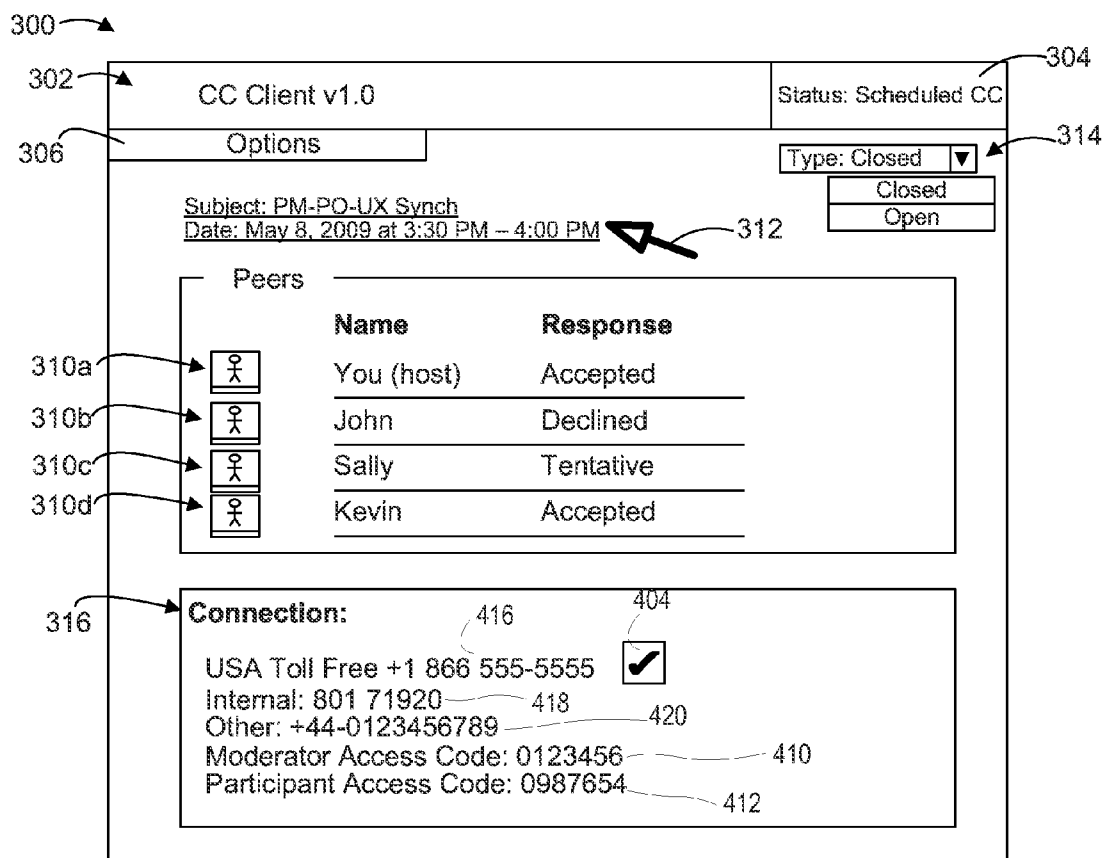 300
302
CC Client v1.0
Status: Scheduled CC
304
306
Options
Type: Closed
314
Closed
Open
Subject: PM-PO-UX Synch
Date: May 8, 2009 at 3:30 PM – 4:00 PM
312
Peers
Name Response
310a
You (host) Accepted
310b
John Declined
310c
Sally Tentative
310d
Kevin Accepted
316
Connection:
416
404
USA Toll Free +1 866 555-5555
Internal: 801 71920
418
Other: +44-0123456789
420
Moderator Access Code: 0123456
410
Participant Access Code: 0987654
412